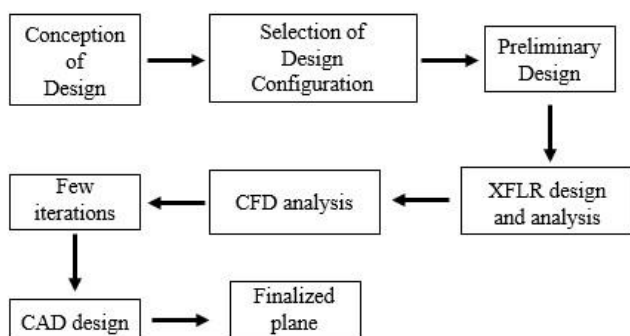 Conception
of
Design
Selection of
Design
Configuration
Preliminary
Design
XFLR design
and analysis
CFD analysis
Few
iterations
CAD design
Finalized
plane